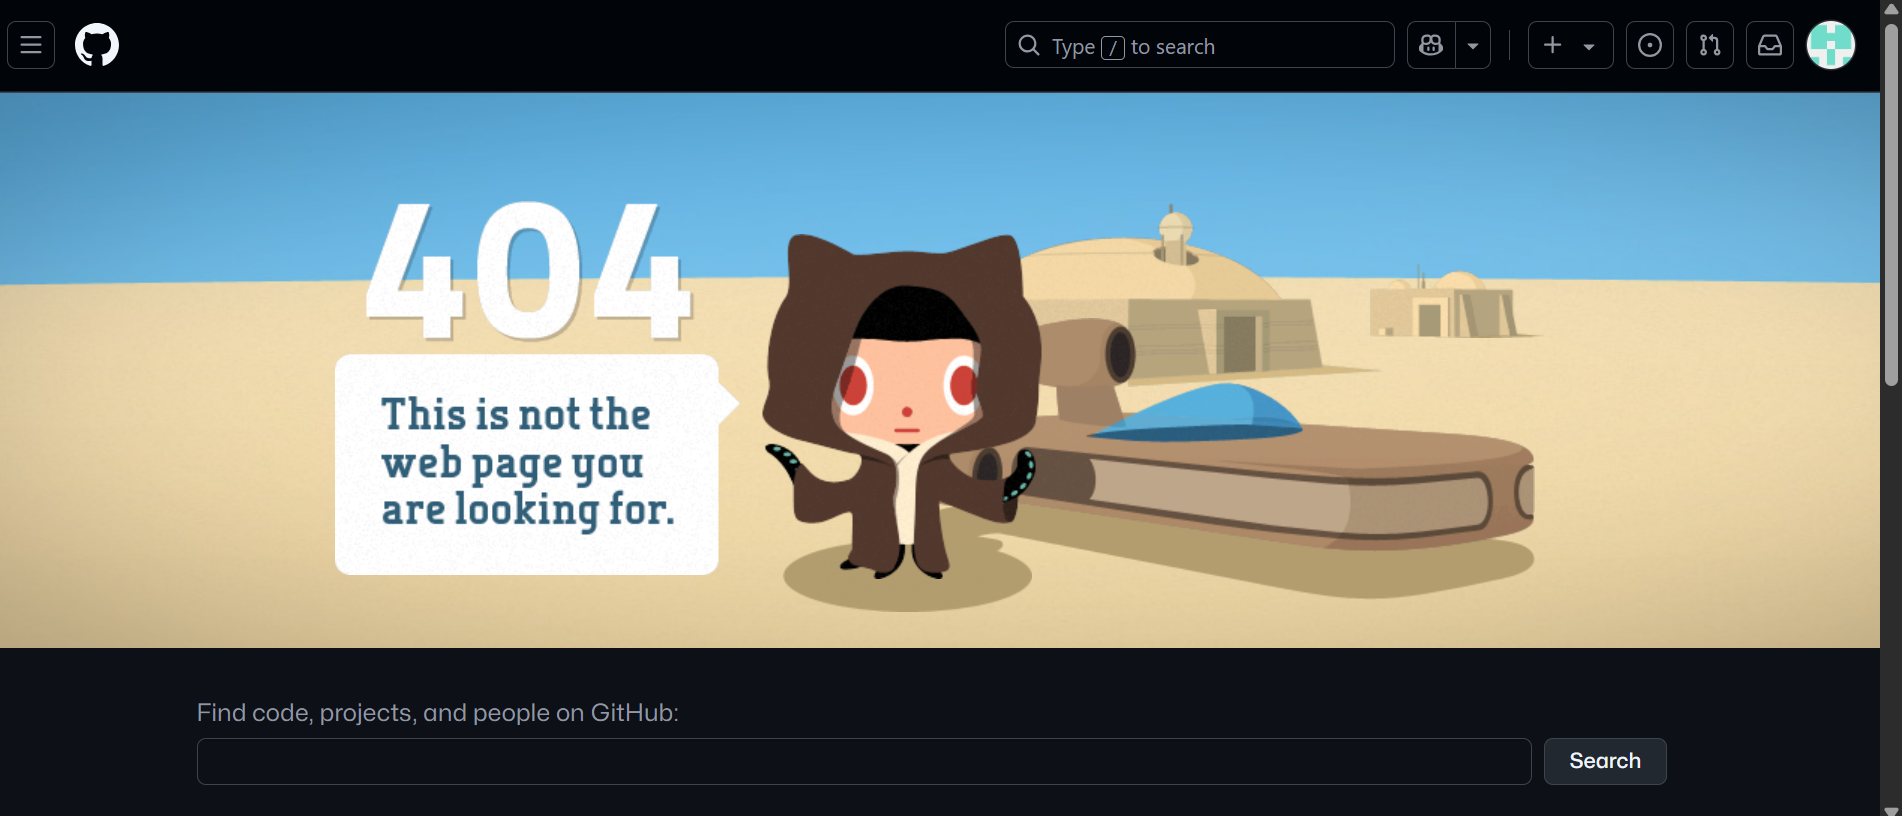 Type / to search
404
This is not the
web page you
are looking for.
Find code, projects, and people on GitHub:
Search